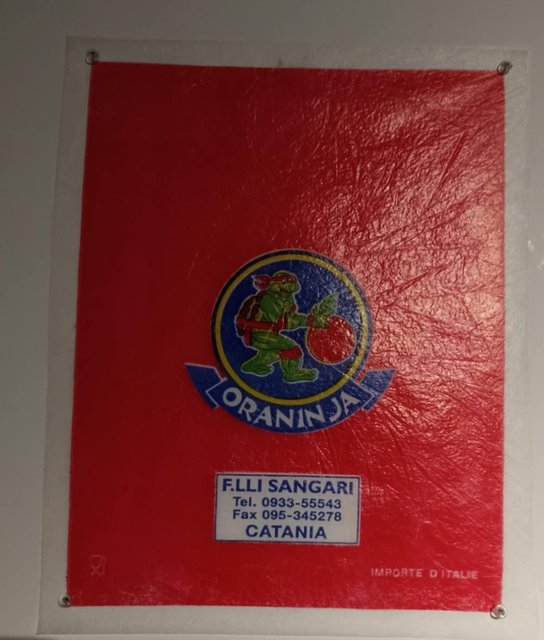 ORANINJA
F.LLI SANGARI
Tel. 0933-55543
Fax 095-345278
CATANIA
IMPORTE D'ITALIE